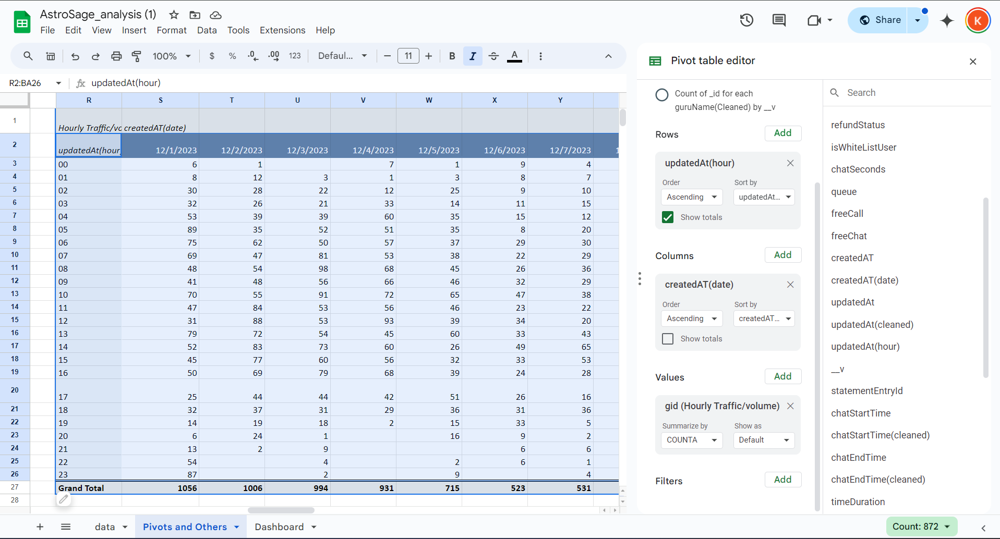 AstroSage_analysis (1)
File Edit View Insert Format Data Tools Extensions Help
Share
K
100% $ % .0 .00 123 Defaul... 11 B I A
R2:BA26 fx updatedAt(hour)
R S T U V W X Y
1 Hourly Traffic/vo createdAT(date)
2 updatedAt(hour) 12/1/2023 12/2/2023 12/3/2023 12/4/2023 12/5/2023 12/6/2023 12/7/2023 1
3 00 6 1 7 1 9 4
4 01 8 12 3 1 3 8 7
5 02 30 28 22 12 25 9 10
6 03 32 26 21 33 14 11 15
7 04 53 39 39 60 35 15 12
8 05 89 35 52 51 35 8 20
9 06 75 62 50 57 37 29 30
10 07 69 47 81 53 38 22 29
11 08 48 54 98 68 45 26 36
12 09 41 48 56 66 46 32 29
13 10 70 55 91 72 65 47 38
14 11 47 84 53 56 46 23 22
15 12 31 88 53 93 39 34 20
16 13 79 72 54 45 60 33 43
17 14 52 83 73 60 26 49 65
18 15 45 77 60 56 32 33 53
19 16 50 69 79 68 39 24 28
20 17 25 44 44 42 51 26 16
21 18 32 37 31 29 36 31 36
22 19 14 19 18 2 15 33 5
23 20 6 24 1 16 9 2
24 21 13 2 9 6 6
25 22 54 4 2 6 1
26 23 87 2 9 4
27 Grand Total 1056 1006 994 931 715 523 531
28
Pivot table editor
Count of _id for each
guruName(Cleaned) by __v
Rows Add
updatedAt(hour)
Order Sort by
Ascending updatedAt...
Show totals
Columns Add
createdAT(date)
Order Sort by
Ascending createdAT...
Show totals
Values Add
gid (Hourly Traffic/volume)
Summarize by Show as
COUNTA Default
Filters Add
Search
refundStatus
isWhiteListUser
chatSeconds
queue
freeCall
freeChat
createdAT
createdAT(date)
updatedAt
updatedAt(cleaned)
updatedAt(hour)
__v
statementEntryId
chatStartTime
chatStartTime(cleaned)
chatEndTime
chatEndTime(cleaned)
timeDuration
data Pivots and Others Dashboard
Count: 872